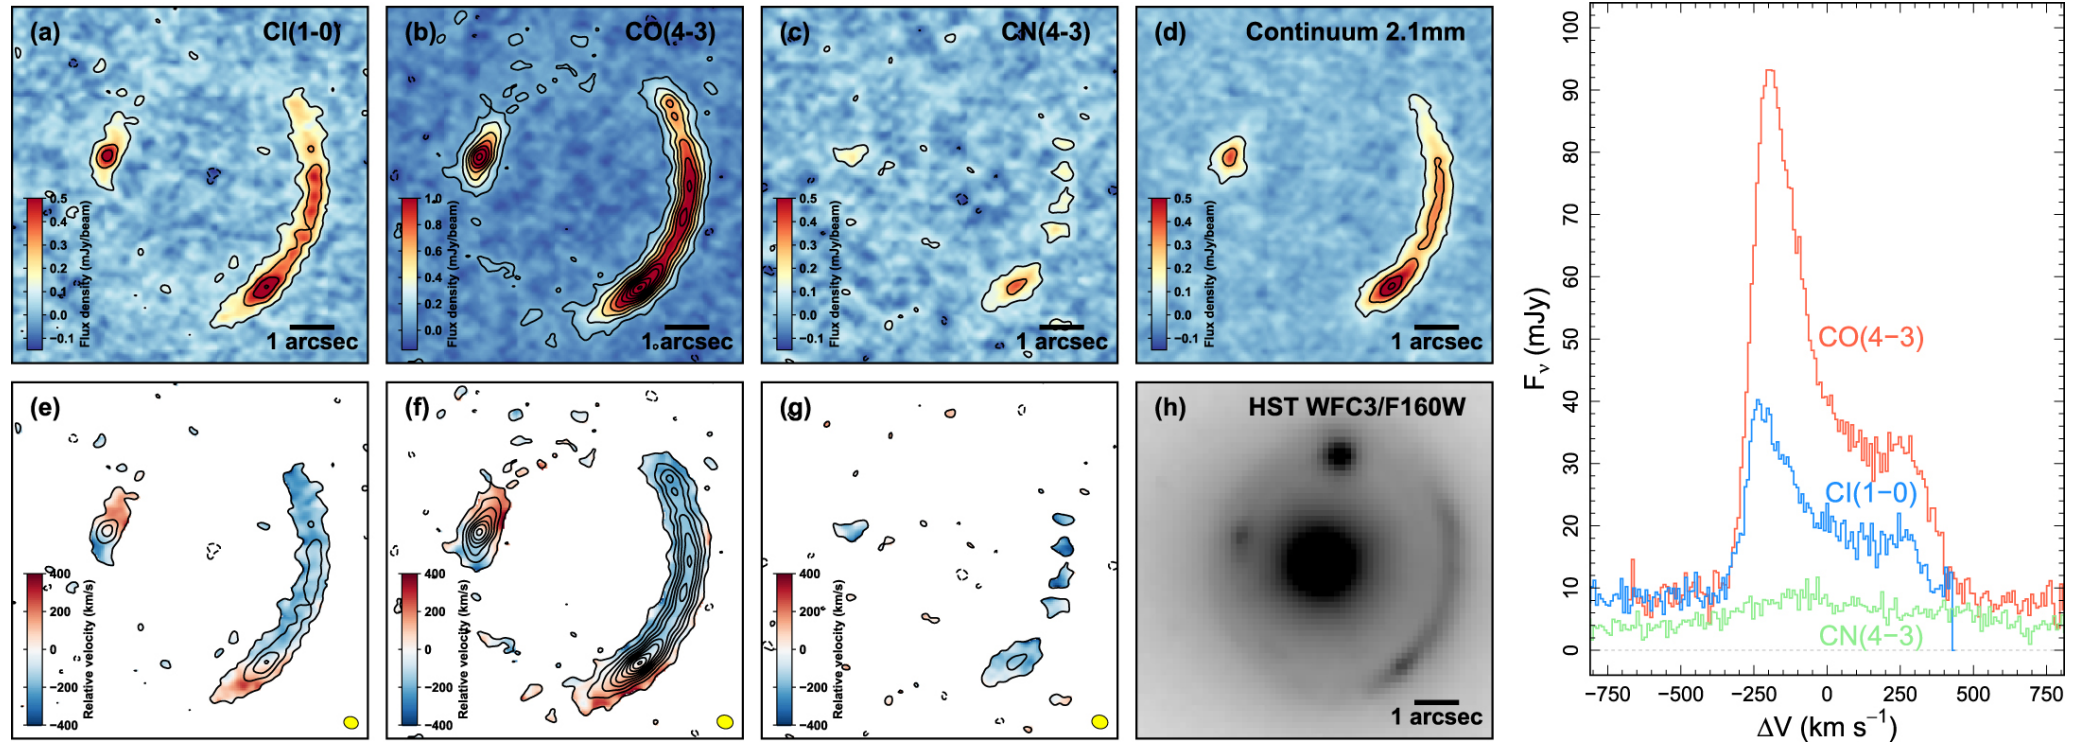 (a) CI(1-0)
0.5
0.4
0.3
0.2
0.1
0.0
−0.1
Flux density (mJy/beam)
1 arcsec
(b) CO(4-3)
1.0
0.8
0.6
0.4
0.2
0.0
Flux density (mJy/beam)
1 arcsec
(c) CN(4-3)
0.5
0.4
0.3
0.2
0.1
0.0
−0.1
Flux density (mJy/beam)
1 arcsec
(d) Continuum 2.1mm
0.5
0.4
0.3
0.2
0.1
0.0
−0.1
Flux density (mJy/beam)
1 arcsec
(e)
400
200
0
−200
−400
Relative velocity (km/s)
(f)
400
200
0
−200
−400
Relative velocity (km/s)
(g)
400
200
0
−200
−400
Relative velocity (km/s)
(h) HST WFC3/F160W
1 arcsec
100
90
80
70
60
50
40
30
20
10
0
Fν (mJy)
CO(4−3)
CI(1−0)
CN(4−3)
−750 −500 −250 0 250 500 750
ΔV (km s⁻¹)